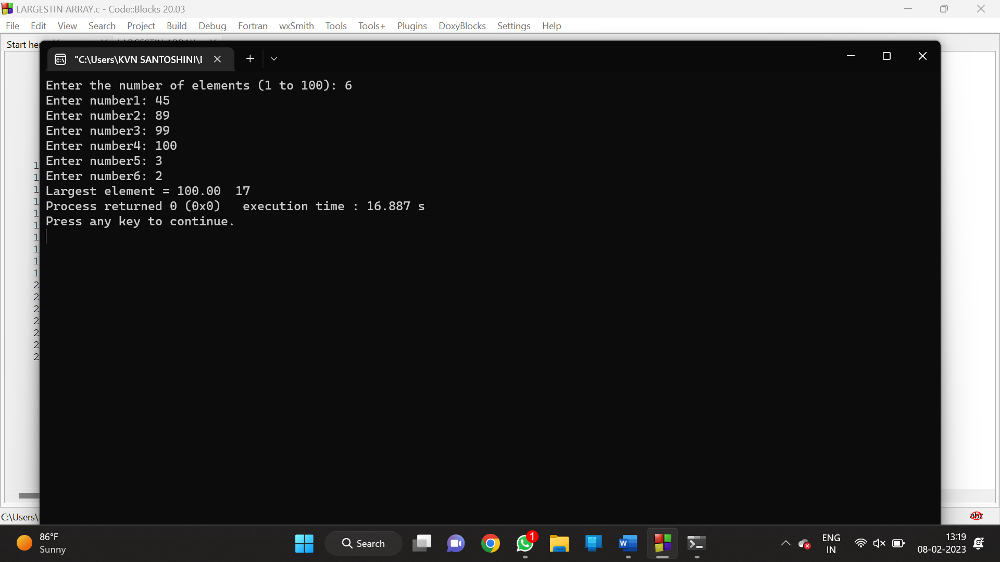 LARGESTIN ARRAY.c - Code::Blocks 20.03
File Edit View Search Project Build Debug Fortran wxSmith Tools Tools+ Plugins DoxyBlocks Settings Help
Start he
"C:\Users\KVN SANTOSHINI\
Enter the number of elements (1 to 100): 6
Enter number1: 45
Enter number2: 89
Enter number3: 99
Enter number4: 100
Enter number5: 3
Enter number6: 2
Largest element = 100.00  17
Process returned 0 (0x0)   execution time : 16.887 s
Press any key to continue.
1
1
1
1
1
1
1
1
1
1
2
2
2
2
2
2
2
C:\Users\
abc
86°F
Sunny
Search
1
ENG
IN
13:19
08-02-2023